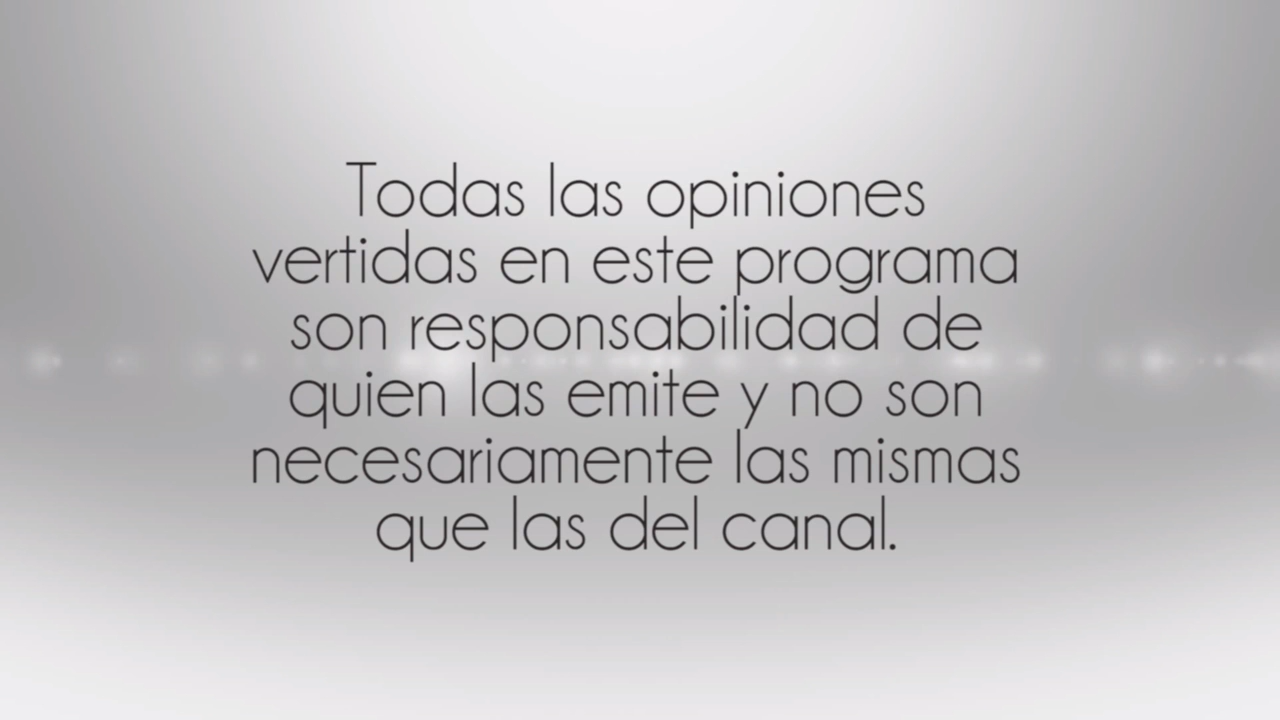 Todas las opiniones
vertidas en este programa
son responsabilidad de
quien las emite y no son
necesariamente las mismas
que las del canal.